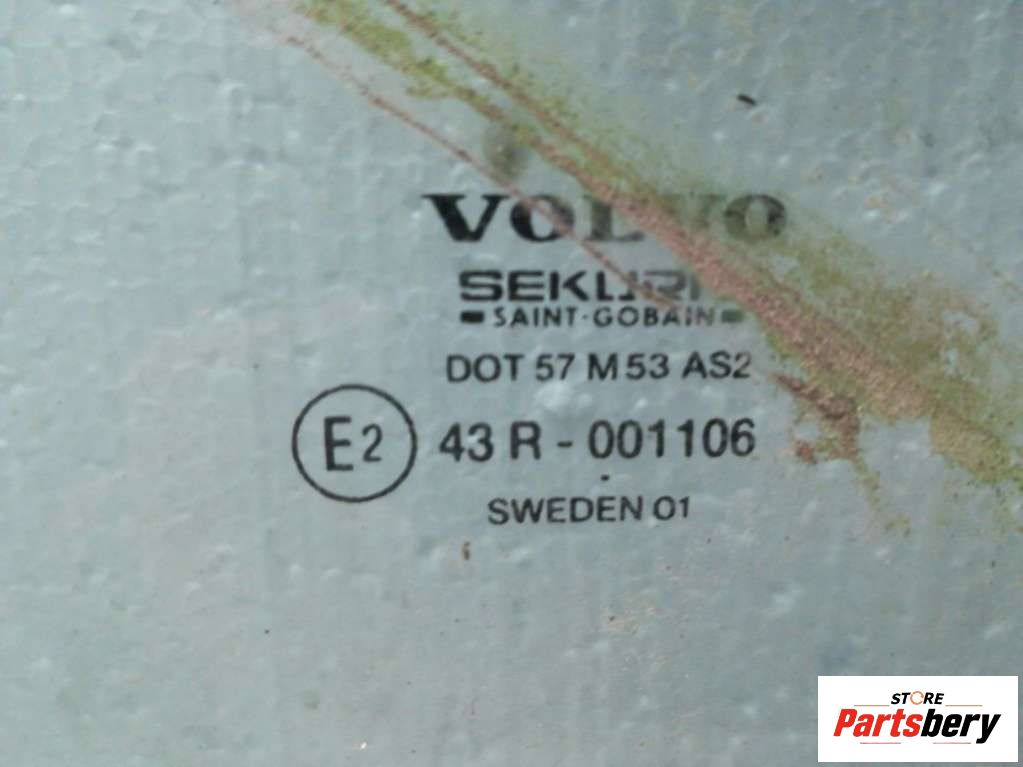 VOLVO
SEKURIT
SAINT-GOBAIN
DOT 57 M53 AS2
E2 43 R - 001106
SWEDEN 01
STORE
Partsbery